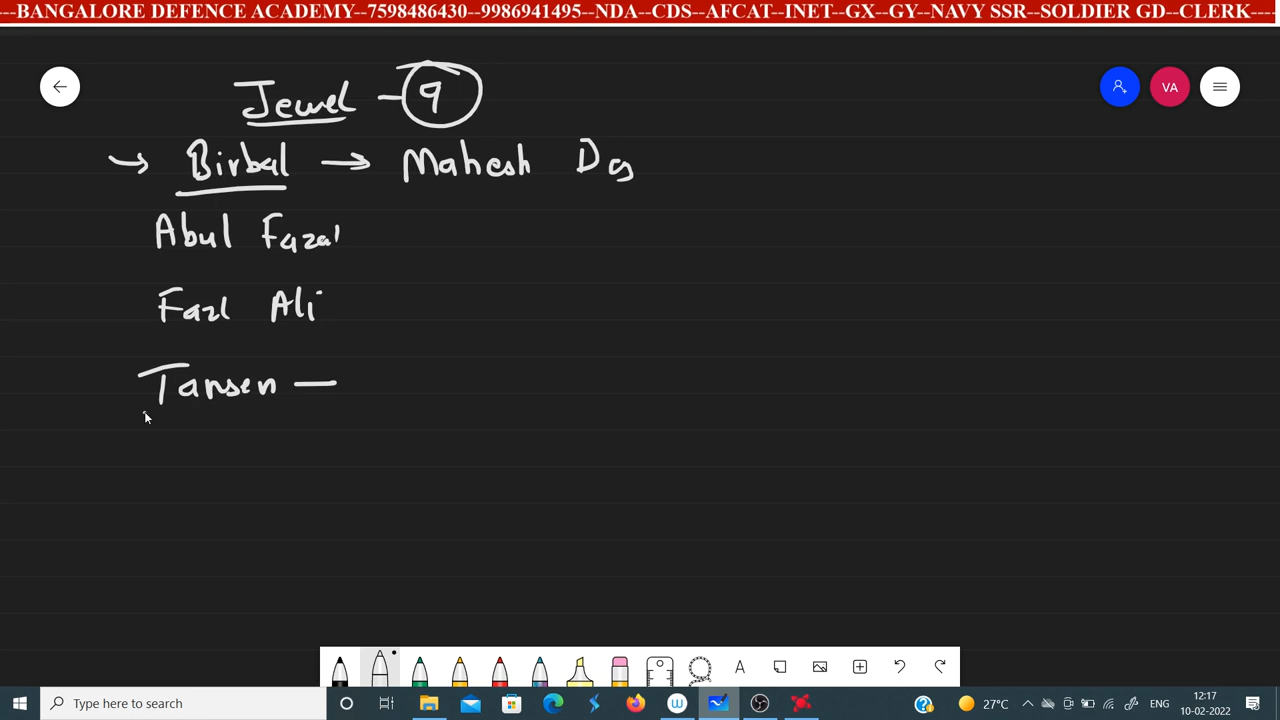 ---BANGALORE DEFENCE ACADEMY--7598486430--9986941495--NDA--CDS--AFCAT--INET--GX--GY--NAVY SSR--SOLDIER GD--CLERK----
VA
Jewel - 9
→ Birbal → Mahesh Das
Abul Fazal
Fazl Ali
Tansen —
A
Type here to search
27°C
ENG
12:17
10-02-2022